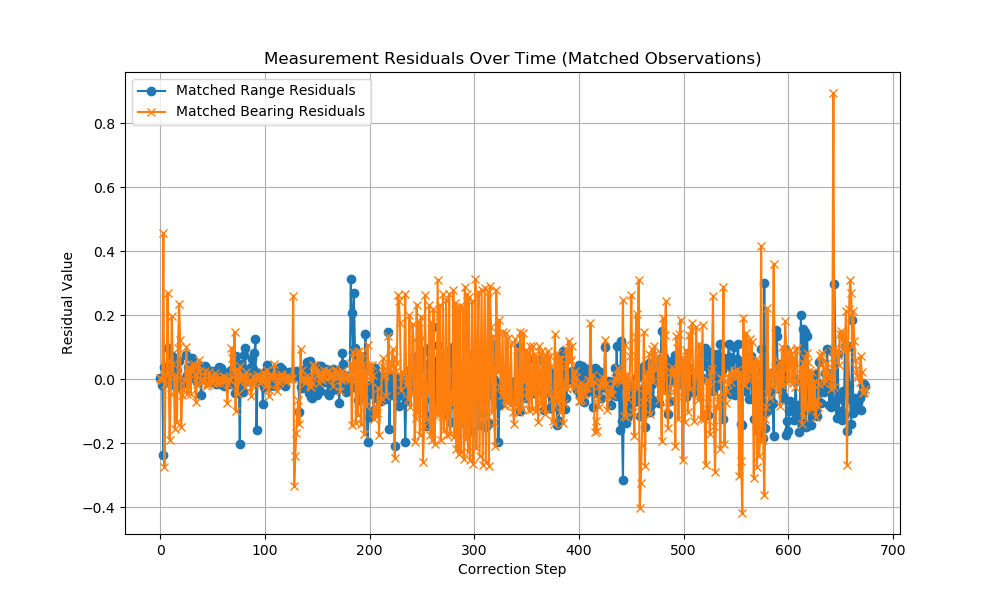 Measurement Residuals Over Time (Matched Observations)
Matched Range Residuals
Matched Bearing Residuals
Residual Value
0.8
0.6
0.4
0.2
0.0
−0.2
−0.4
0 100 200 300 400 500 600 700
Correction Step